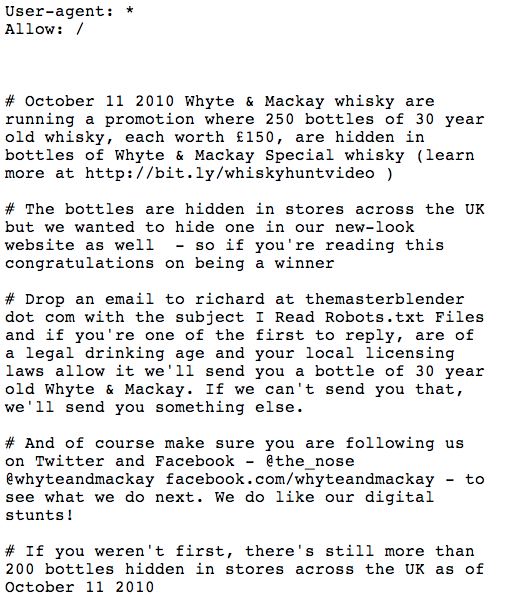 User-agent: *
Allow: /
# October 11 2010 Whyte & Mackay whisky are
running a promotion where 250 bottles of 30 year
old whisky, each worth £150, are hidden in
bottles of Whyte & Mackay Special whisky (learn
more at http://bit.ly/whiskyhuntvideo )
# The bottles are hidden in stores across the UK
but we wanted to hide one in our new-look
website as well  - so if you're reading this
congratulations on being a winner
# Drop an email to richard at themasterblender
dot com with the subject I Read Robots.txt Files
and if you're one of the first to reply, are of
a legal drinking age and your local licensing
laws allow it we'll send you a bottle of 30 year
old Whyte & Mackay. If we can't send you that,
we'll send you something else.
# And of course make sure you are following us
on Twitter and Facebook - @the_nose
@whyteandmackay facebook.com/whyteandmackay - to
see what we do next. We do like our digital
stunts!
# If you weren't first, there's still more than
200 bottles hidden in stores across the UK as of
October 11 2010